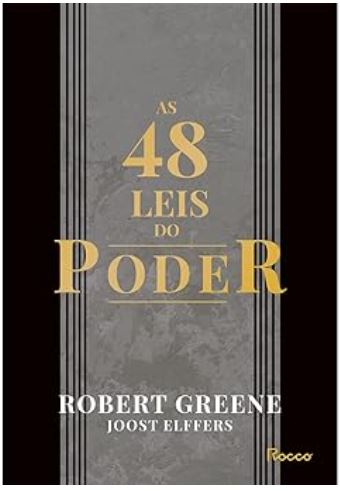 AS
48
LEIS
DO
PODER
ROBERT GREENE
JOOST ELFFERS
Rocco